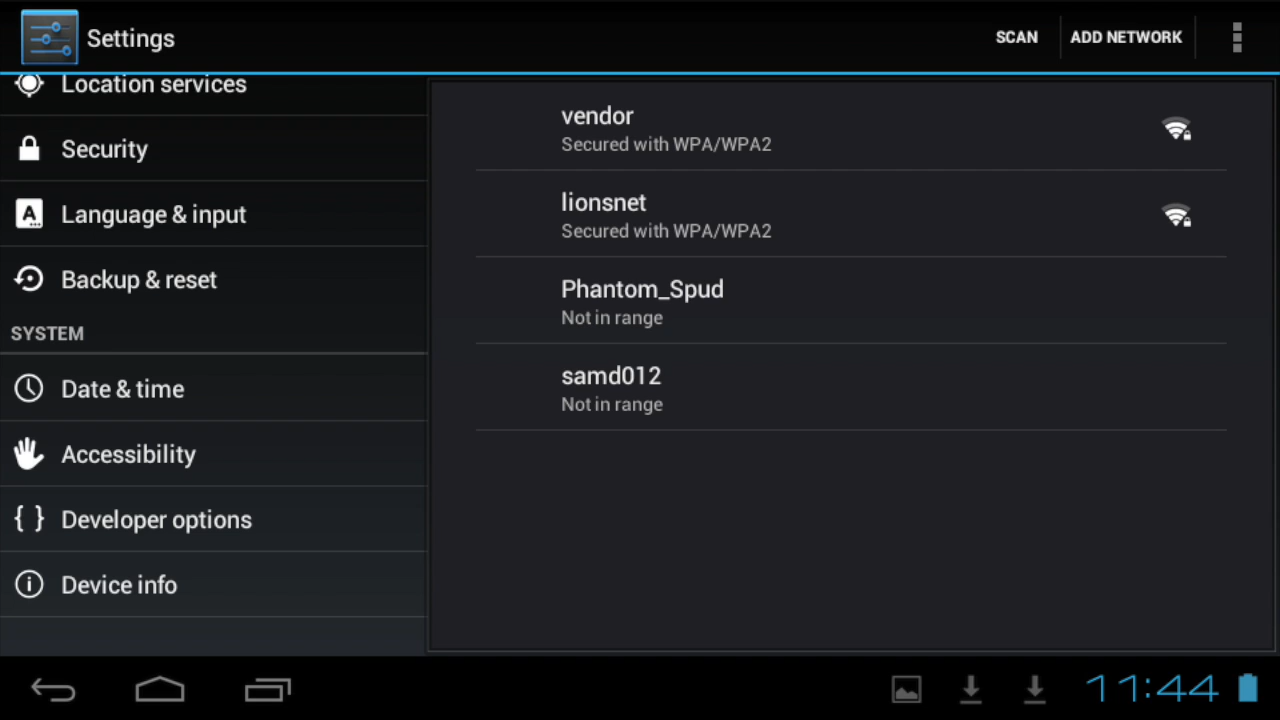 Settings
SCAN
ADD NETWORK
Location services
Security
Language & input
Backup & reset
SYSTEM
Date & time
Accessibility
Developer options
Device info
vendor
Secured with WPA/WPA2
lionsnet
Secured with WPA/WPA2
Phantom_Spud
Not in range
samd012
Not in range
11:44